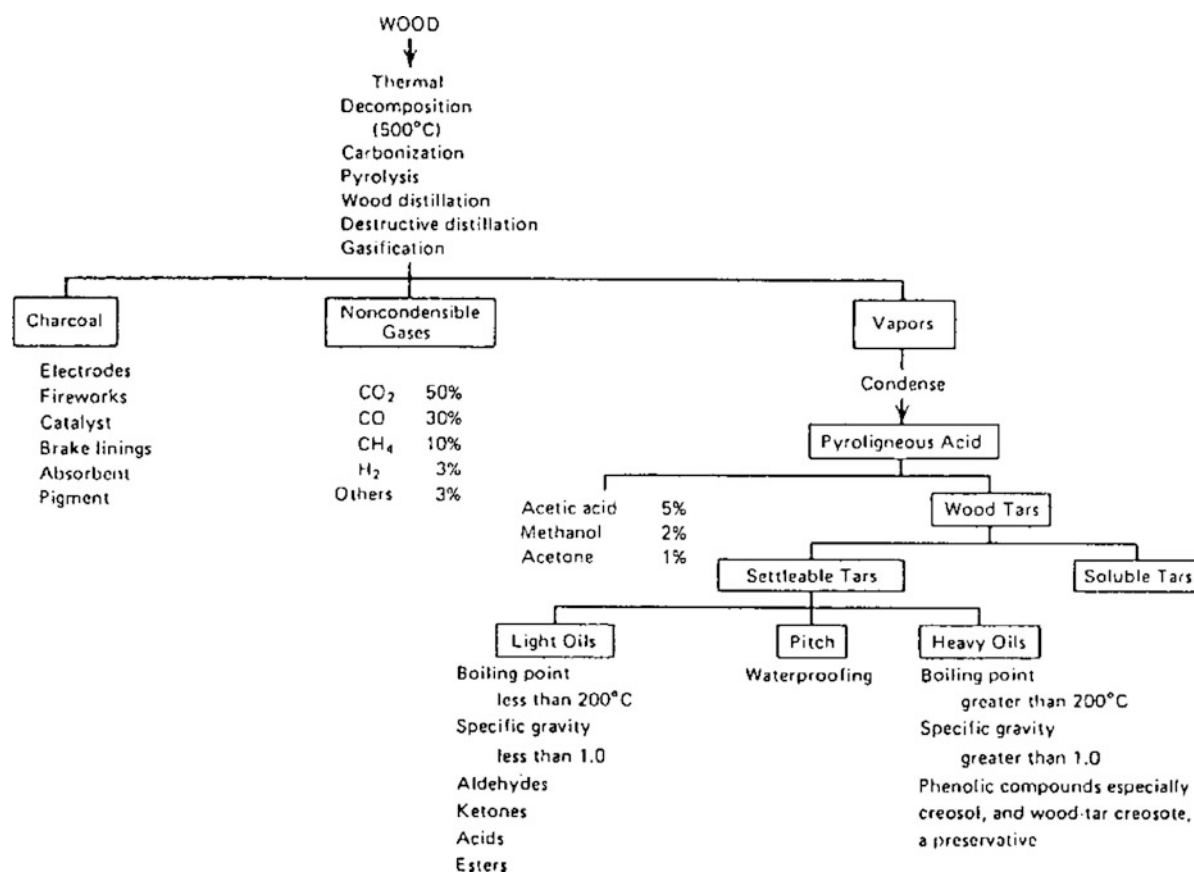 WOOD
Thermal
Decomposition
(500°C)
Carbonization
Pyrolysis
Wood distillation
Destructive distillation
Gasification
Charcoal
Electrodes
Fireworks
Catalyst
Brake linings
Absorbent
Pigment
Noncondensible
Gases
CO₂ 50%
CO 30%
CH₄ 10%
H₂ 3%
Others 3%
Vapors
Condense
Pyroligneous Acid
Acetic acid 5%
Methanol 2%
Acetone 1%
Wood Tars
Settleable Tars
Soluble Tars
Light Oils
Boiling point
less than 200°C
Specific gravity
less than 1.0
Aldehydes
Ketones
Acids
Esters
Pitch
Waterproofing
Heavy Oils
Boiling point
greater than 200°C
Specific gravity
greater than 1.0
Phenolic compounds especially
creosol, and wood-tar creosote,
a preservative